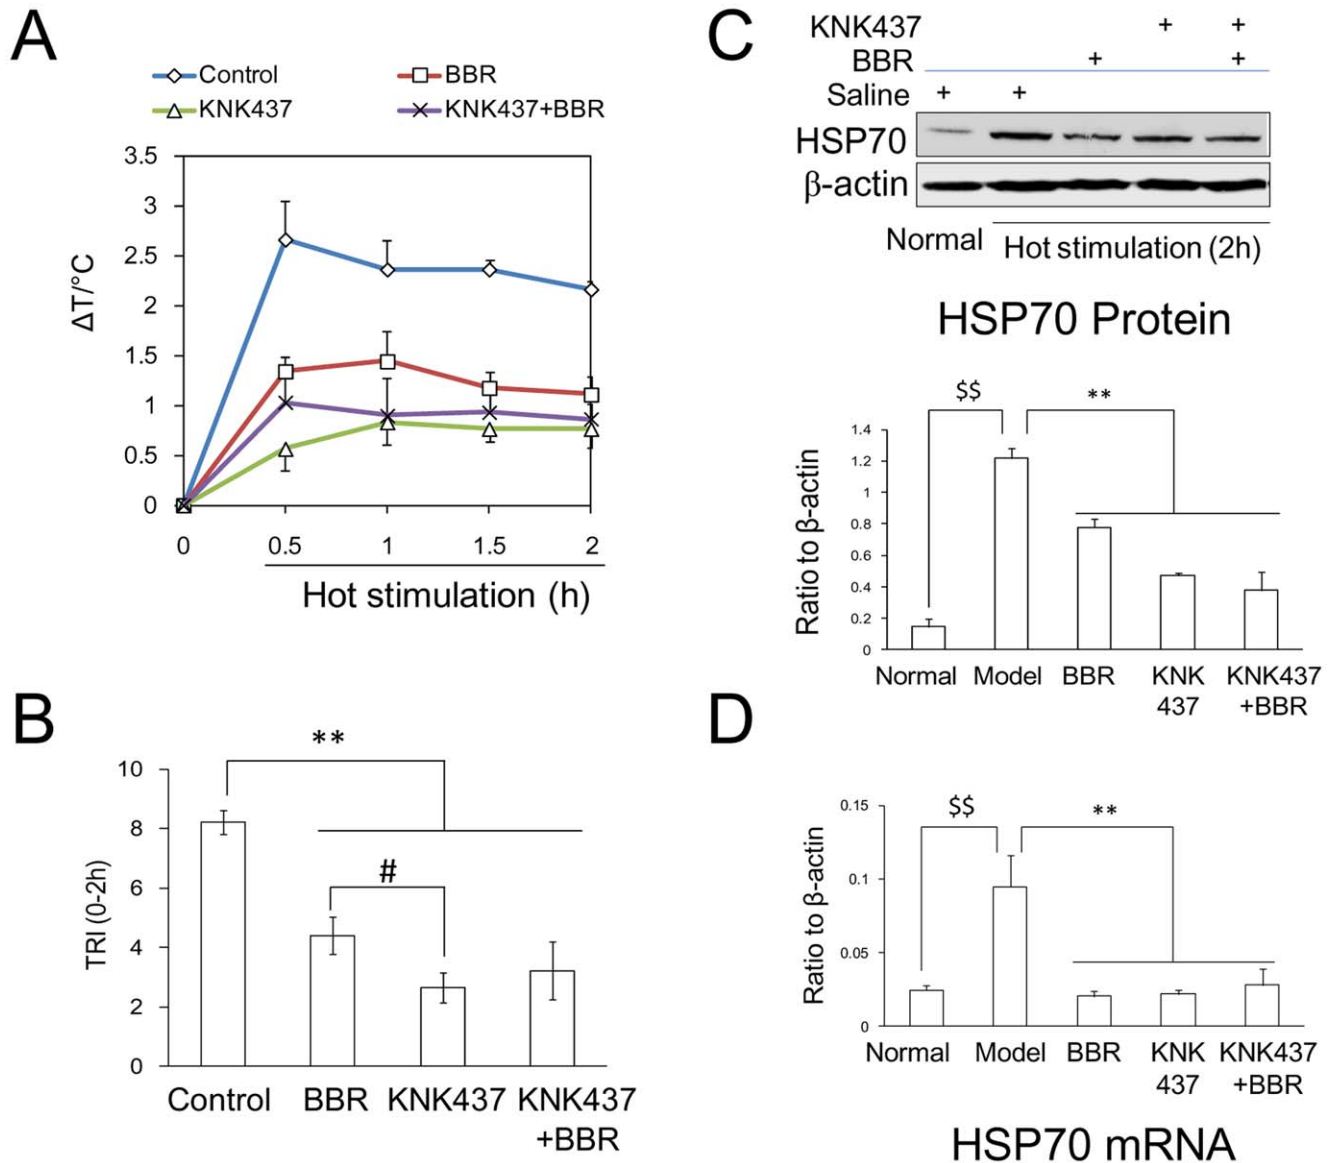 A
Control
BBR
KNK437
KNK437+BBR
3.5
3
2.5
2
1.5
1
0.5
0
ΔT/°C
0 0.5 1 1.5 2
Hot stimulation (h)
B
**
#
10
8
6
4
2
0
TRI (0-2h)
Control BBR KNK437 KNK437
+BBR
C
KNK437 + +
BBR + +
Saline + +
HSP70
β-actin
Normal Hot stimulation (2h)
HSP70 Protein
$$ **
1.4
1.2
1
0.8
0.6
0.4
0.2
0
Ratio to β-actin
Normal Model BBR KNK KNK437
437 +BBR
D
$$ **
0.15
0.1
0.05
0
Ratio to β-actin
Normal Model BBR KNK KNK437
437 +BBR
HSP70 mRNA